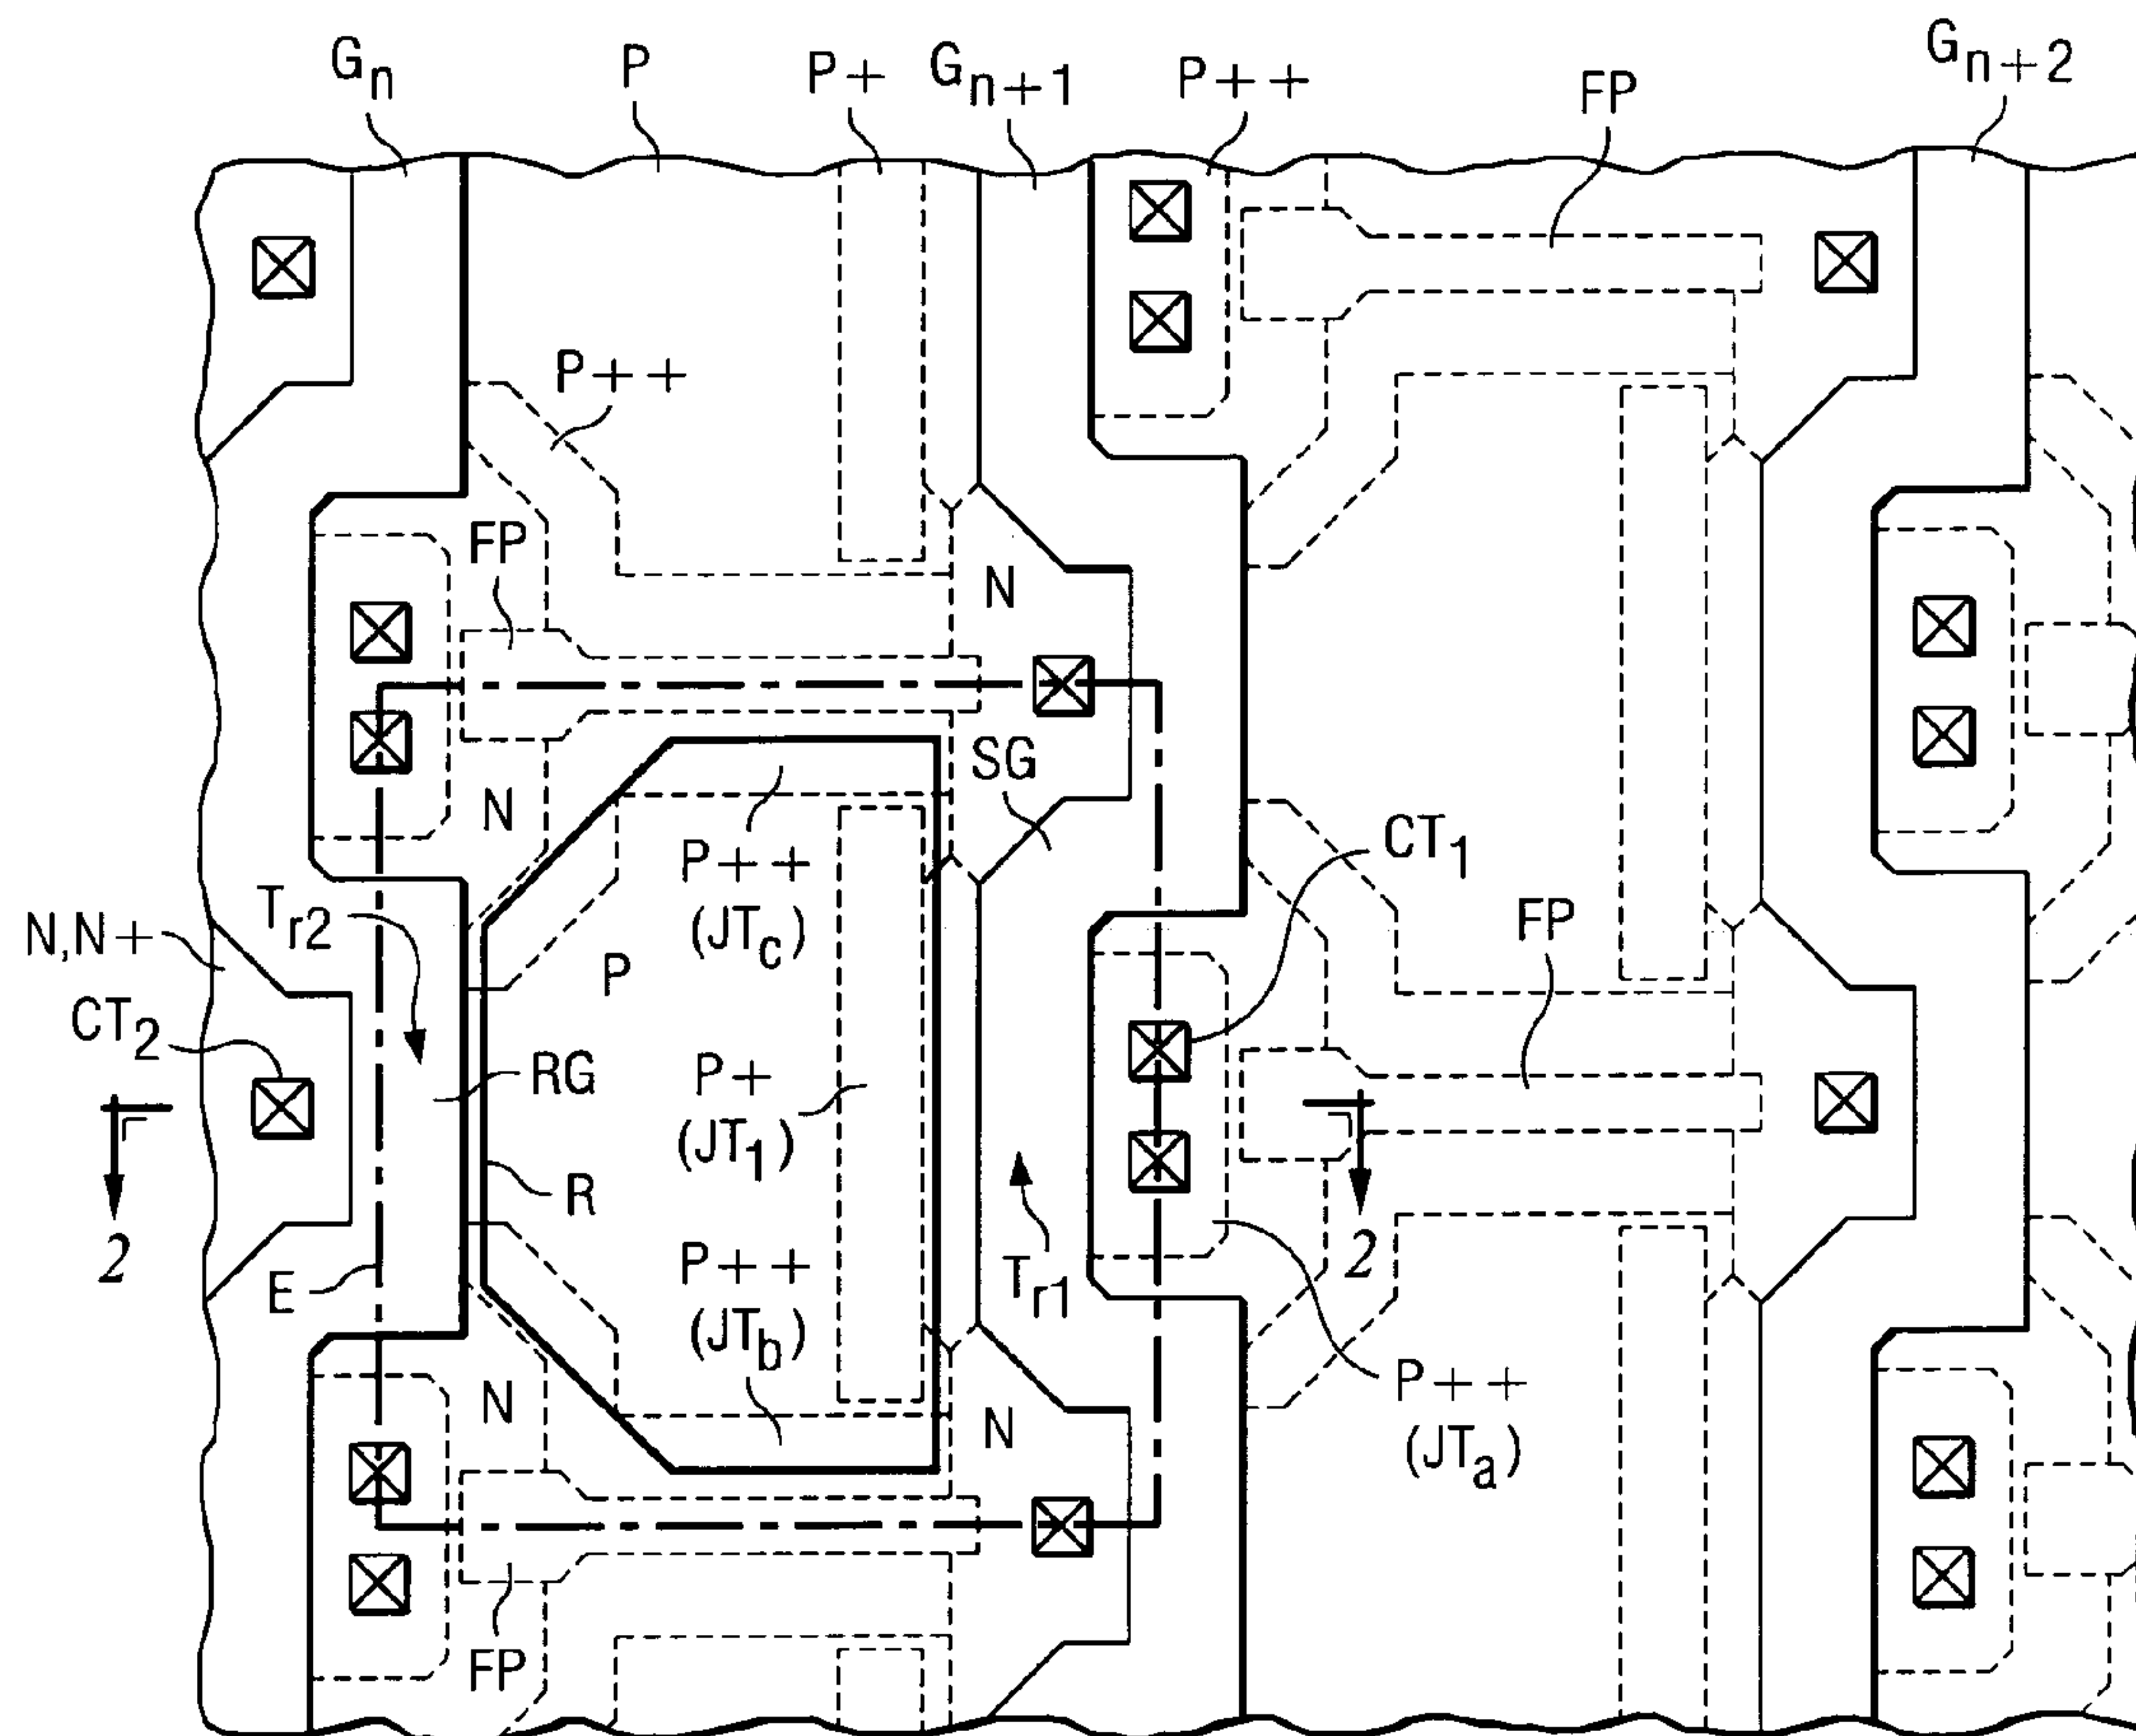 Gn P P+ Gn+1 P++ FP Gn+2
P++
FP N
SG
N CT1
P++
(JTc)
Tr2 FP
N,N+
P
CT2
RG P+
(JT1)
R
2 P++
(JTb) Tr1 2
E
N N P++
(JTa)
FP